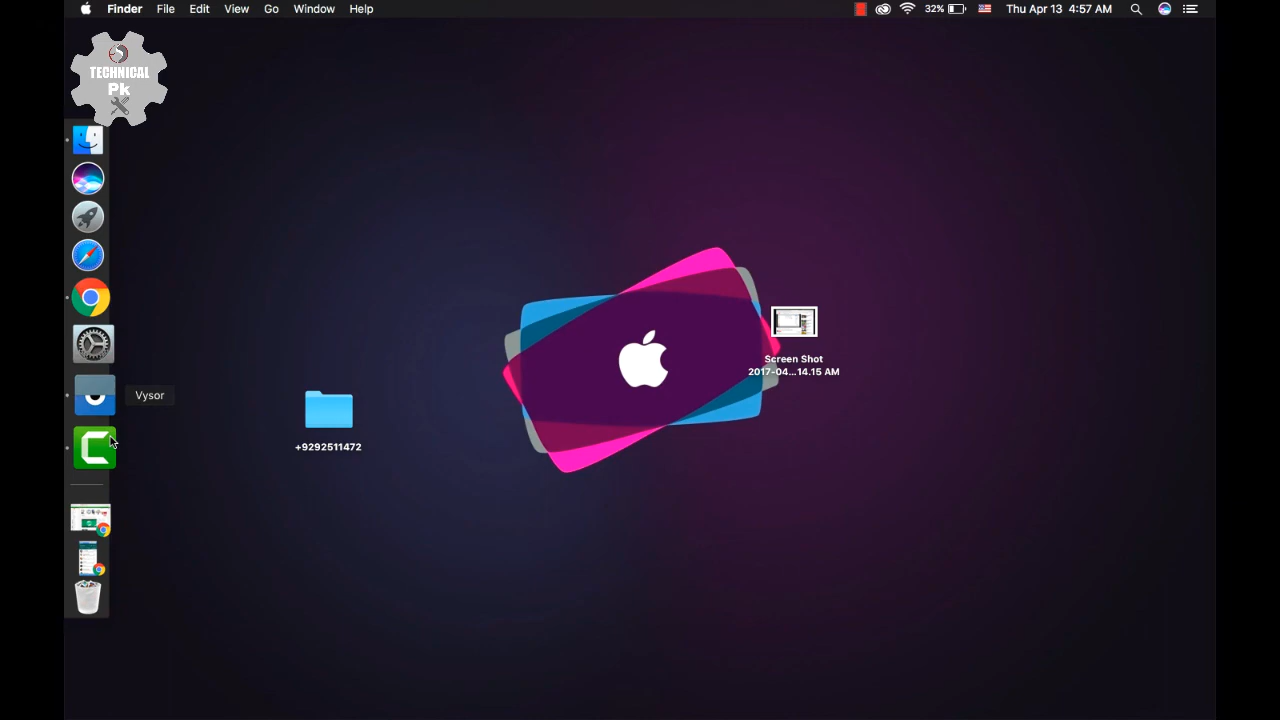 Finder File Edit View Go Window Help 32% Thu Apr 13 4:57 AM
TECHNICAL
Pk
Screen Shot
2017-04...14.15 AM
Vysor
+9292511472